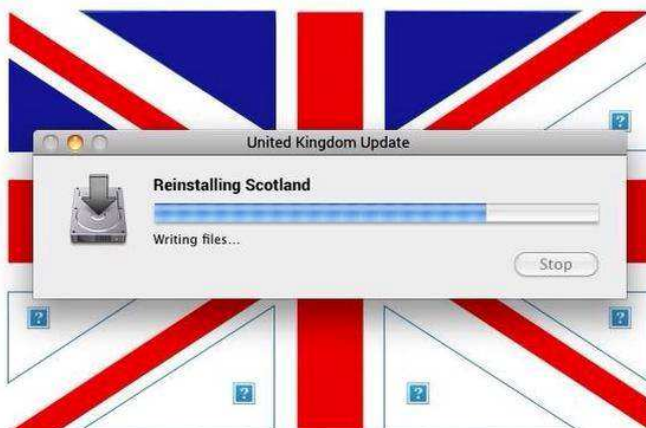 United Kingdom Update
Reinstalling Scotland
Writing files...
Stop
?
?
?
?
?